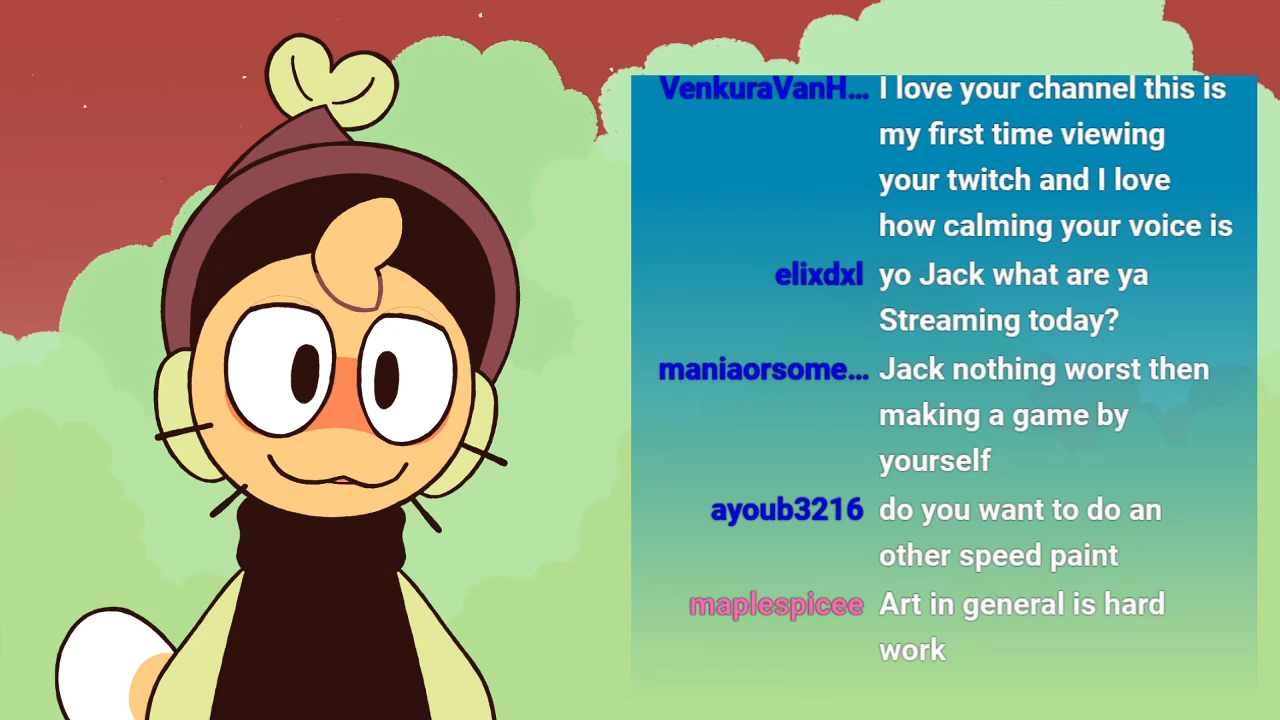 VenkuraVanH... I love your channel this is
my first time viewing
your twitch and I love
how calming your voice is
elixdxl yo Jack what are ya
Streaming today?
maniaorsome... Jack nothing worst then
making a game by
yourself
ayoub3216 do you want to do an
other speed paint
maplespicee Art in general is hard
work